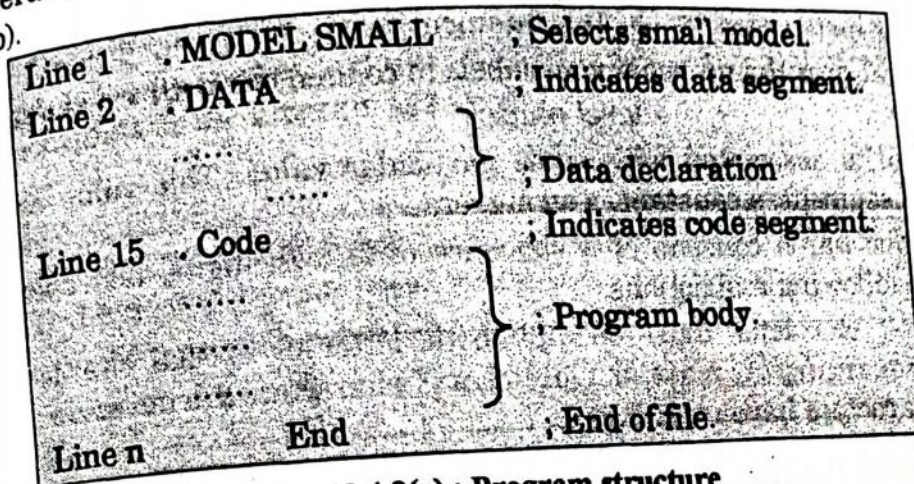 Line 1 . MODEL SMALL ; Selects small model.
Line 2 . DATA ; Indicates data segment.
......
...... ; Data declaration
Line 15 . Code ; Indicates code segment.
......
...... ; Program body.
......
Line n End ; End of file.
: Program structure